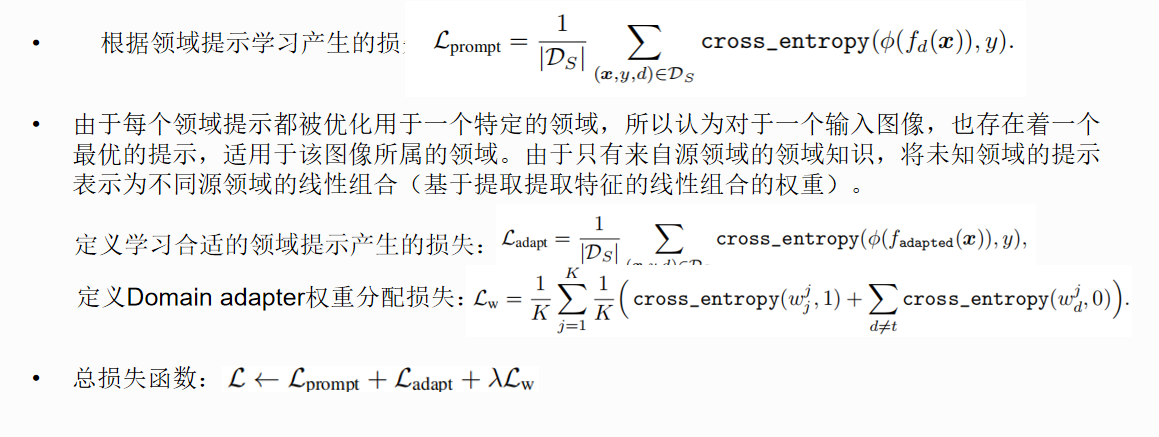 • 根据领域提示学习产生的损 $\mathcal{L}_{\text{prompt}} = \frac{1}{|\mathcal{D}_S|} \sum_{(\boldsymbol{x},y,d)\in\mathcal{D}_S} \texttt{cross\_entropy}(\phi(f_d(\boldsymbol{x})), y).$
• 由于每个领域提示都被优化用于一个特定的领域，所以认为对于一个输入图像，也存在着一个
最优的提示，适用于该图像所属的领域。由于只有来自源领域的领域知识，将未知领域的提示
表示为不同源领域的线性组合（基于提取提取特征的线性组合的权重）。
定义学习合适的领域提示产生的损失： $\mathcal{L}_{\text{adapt}} = \frac{1}{|\mathcal{D}_S|} \sum \texttt{cross\_entropy}(\phi(f_{\text{adapted}}(\boldsymbol{x})), y),$
定义Domain adapter权重分配损失： $\mathcal{L}_{\text{w}} = \frac{1}{K} \sum_{j=1}^{K} \frac{1}{K} \Big( \texttt{cross\_entropy}(w_j^j, 1) + \sum_{d \neq t} \texttt{cross\_entropy}(w_d^j, 0) \Big).$
• 总损失函数： $\mathcal{L} \leftarrow \mathcal{L}_{\text{prompt}} + \mathcal{L}_{\text{adapt}} + \lambda \mathcal{L}_{\text{w}}$